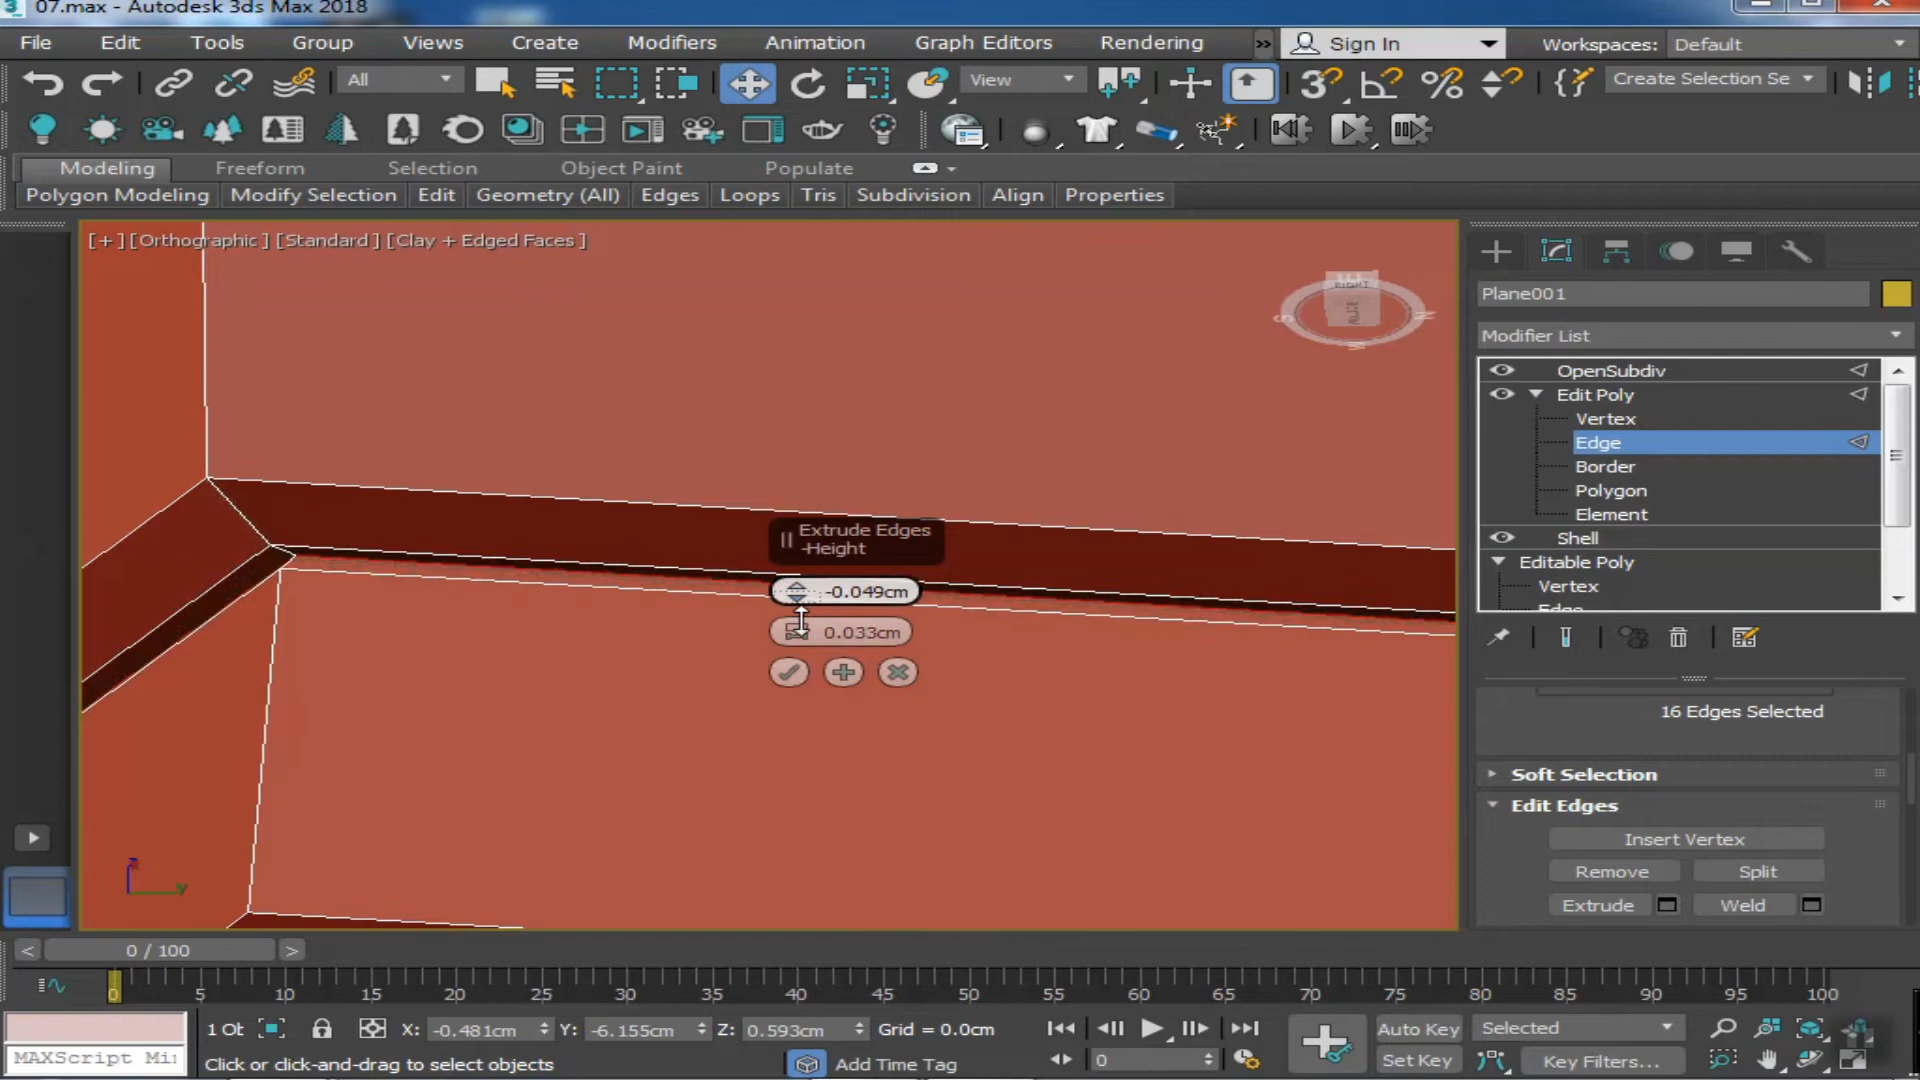 07.max - Autodesk 3ds Max 2018
File Edit Tools Group Views Create Modifiers Animation Graph Editors Rendering >> Sign In Workspaces: Default
All View Create Selection Se
Modeling Freeform Selection Object Paint Populate
Polygon Modeling Modify Selection Edit Geometry (All) Edges Loops Tris Subdivision Align Properties
[+] [Orthographic ] [Standard ] [Clay + Edged Faces ]
RIGHT
Plane001
Modifier List
OpenSubdiv
Edit Poly
Vertex
Edge
Border
Polygon
Element
Shell
Editable Poly
Vertex
Edge
Extrude Edges
-Height
-0.049cm
0.033cm
16 Edges Selected
Soft Selection
Edit Edges
Insert Vertex
Remove Split
Extrude Weld
z
y
< 0 / 100 >
0 5 10 15 20 25 30 35 40 45 50 55 60 65 70 75 80 85 90 95 100
1 Ob X: -0.481cm Y: -6.155cm Z: 0.593cm Grid = 0.0cm Auto Key Selected
MAXScript Mi Click or click-and-drag to select objects Add Time Tag 0 Set Key Key Filters...